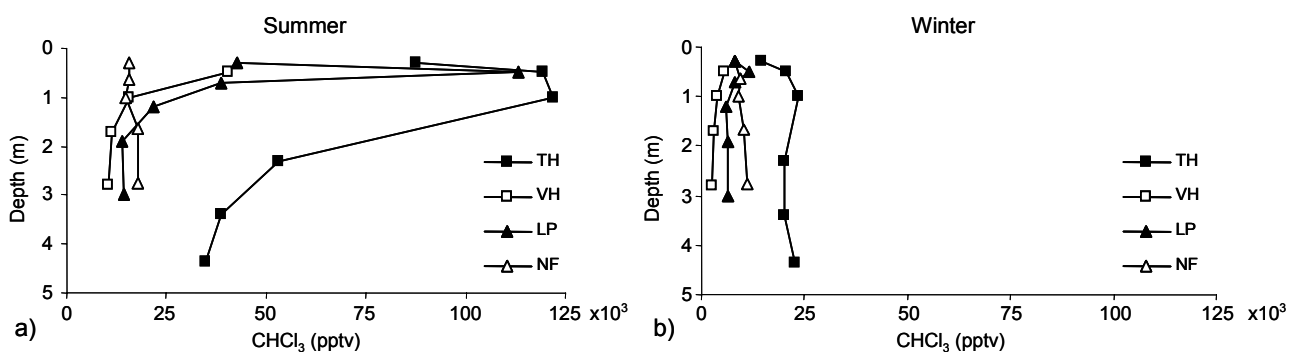 Summer
0
1
2
3
4
5
Depth (m)
TH
VH
LP
NF
0 25 50 75 100 125 x10³
a) CHCl₃ (pptv)
Winter
0
1
2
3
4
5
Depth (m)
TH
VH
LP
NF
0 25 50 75 100 125 x10³
b) CHCl₃ (pptv)